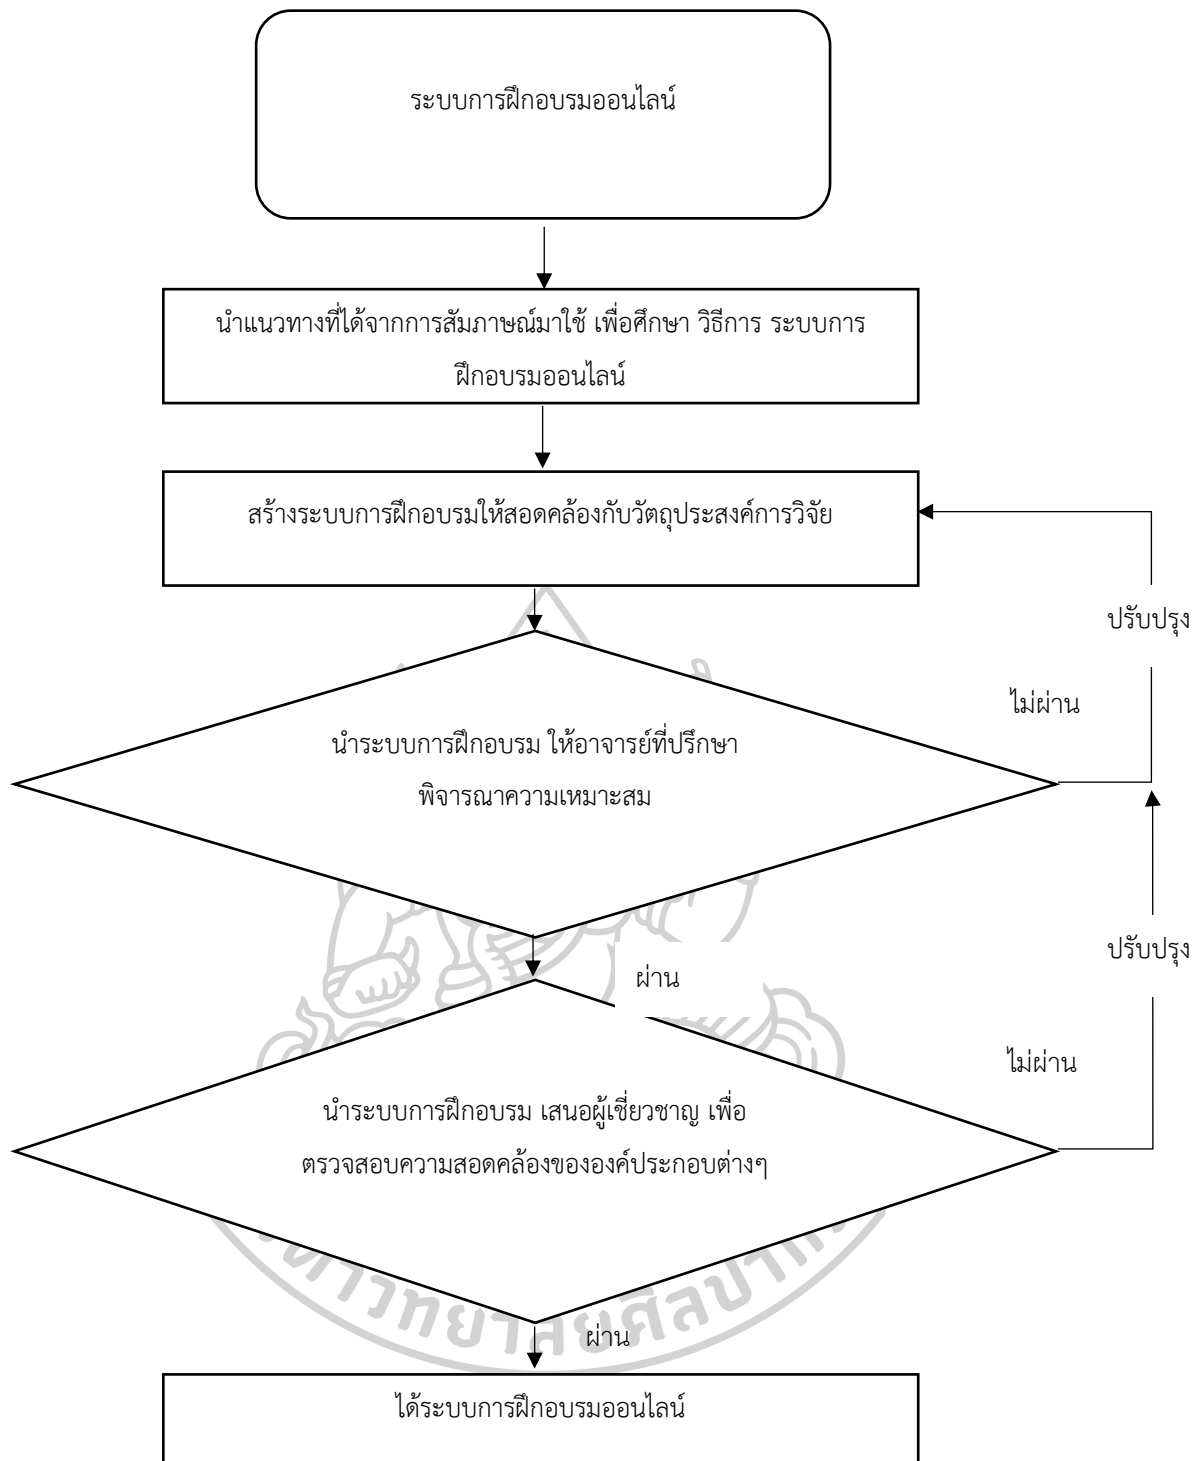 ระบบการฝึกอบรมออนไลน์
นำแนวทางที่ได้จากการสัมภาษณ์มาใช้ เพื่อศึกษา วิธีการ ระบบการ
ฝึกอบรมออนไลน์
สร้างระบบการฝึกอบรมให้สอดคล้องกับวัตถุประสงค์การวิจัย
ปรับปรุง
ไม่ผ่าน
นำระบบการฝึกอบรม ให้อาจารย์ที่ปรึกษา
พิจารณาความเหมาะสม
ปรับปรุง
ผ่าน
ไม่ผ่าน
นำระบบการฝึกอบรม เสนอผู้เชี่ยวชาญ เพื่อ
ตรวจสอบความสอดคล้องขององค์ประกอบต่างๆ
ผ่าน
ได้ระบบการฝึกอบรมออนไลน์